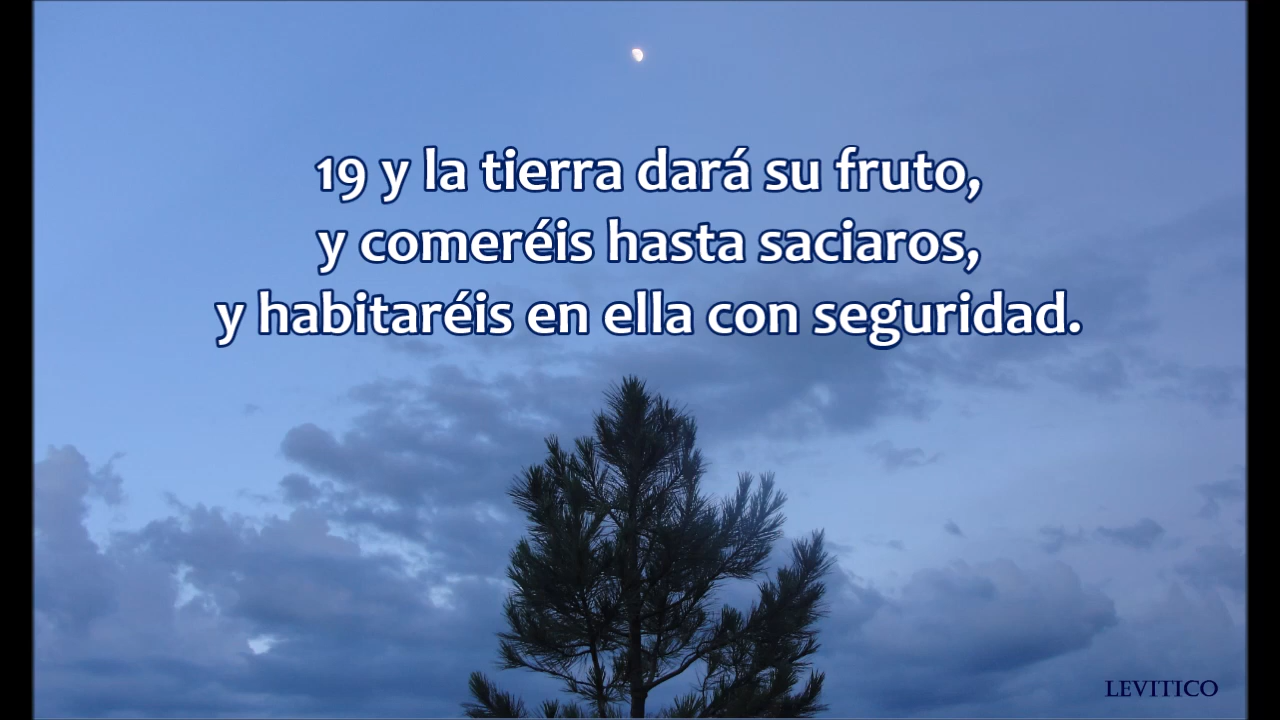 19 y la tierra dará su fruto,
y comeréis hasta saciaros,
y habitaréis en ella con seguridad.
LEVITICO